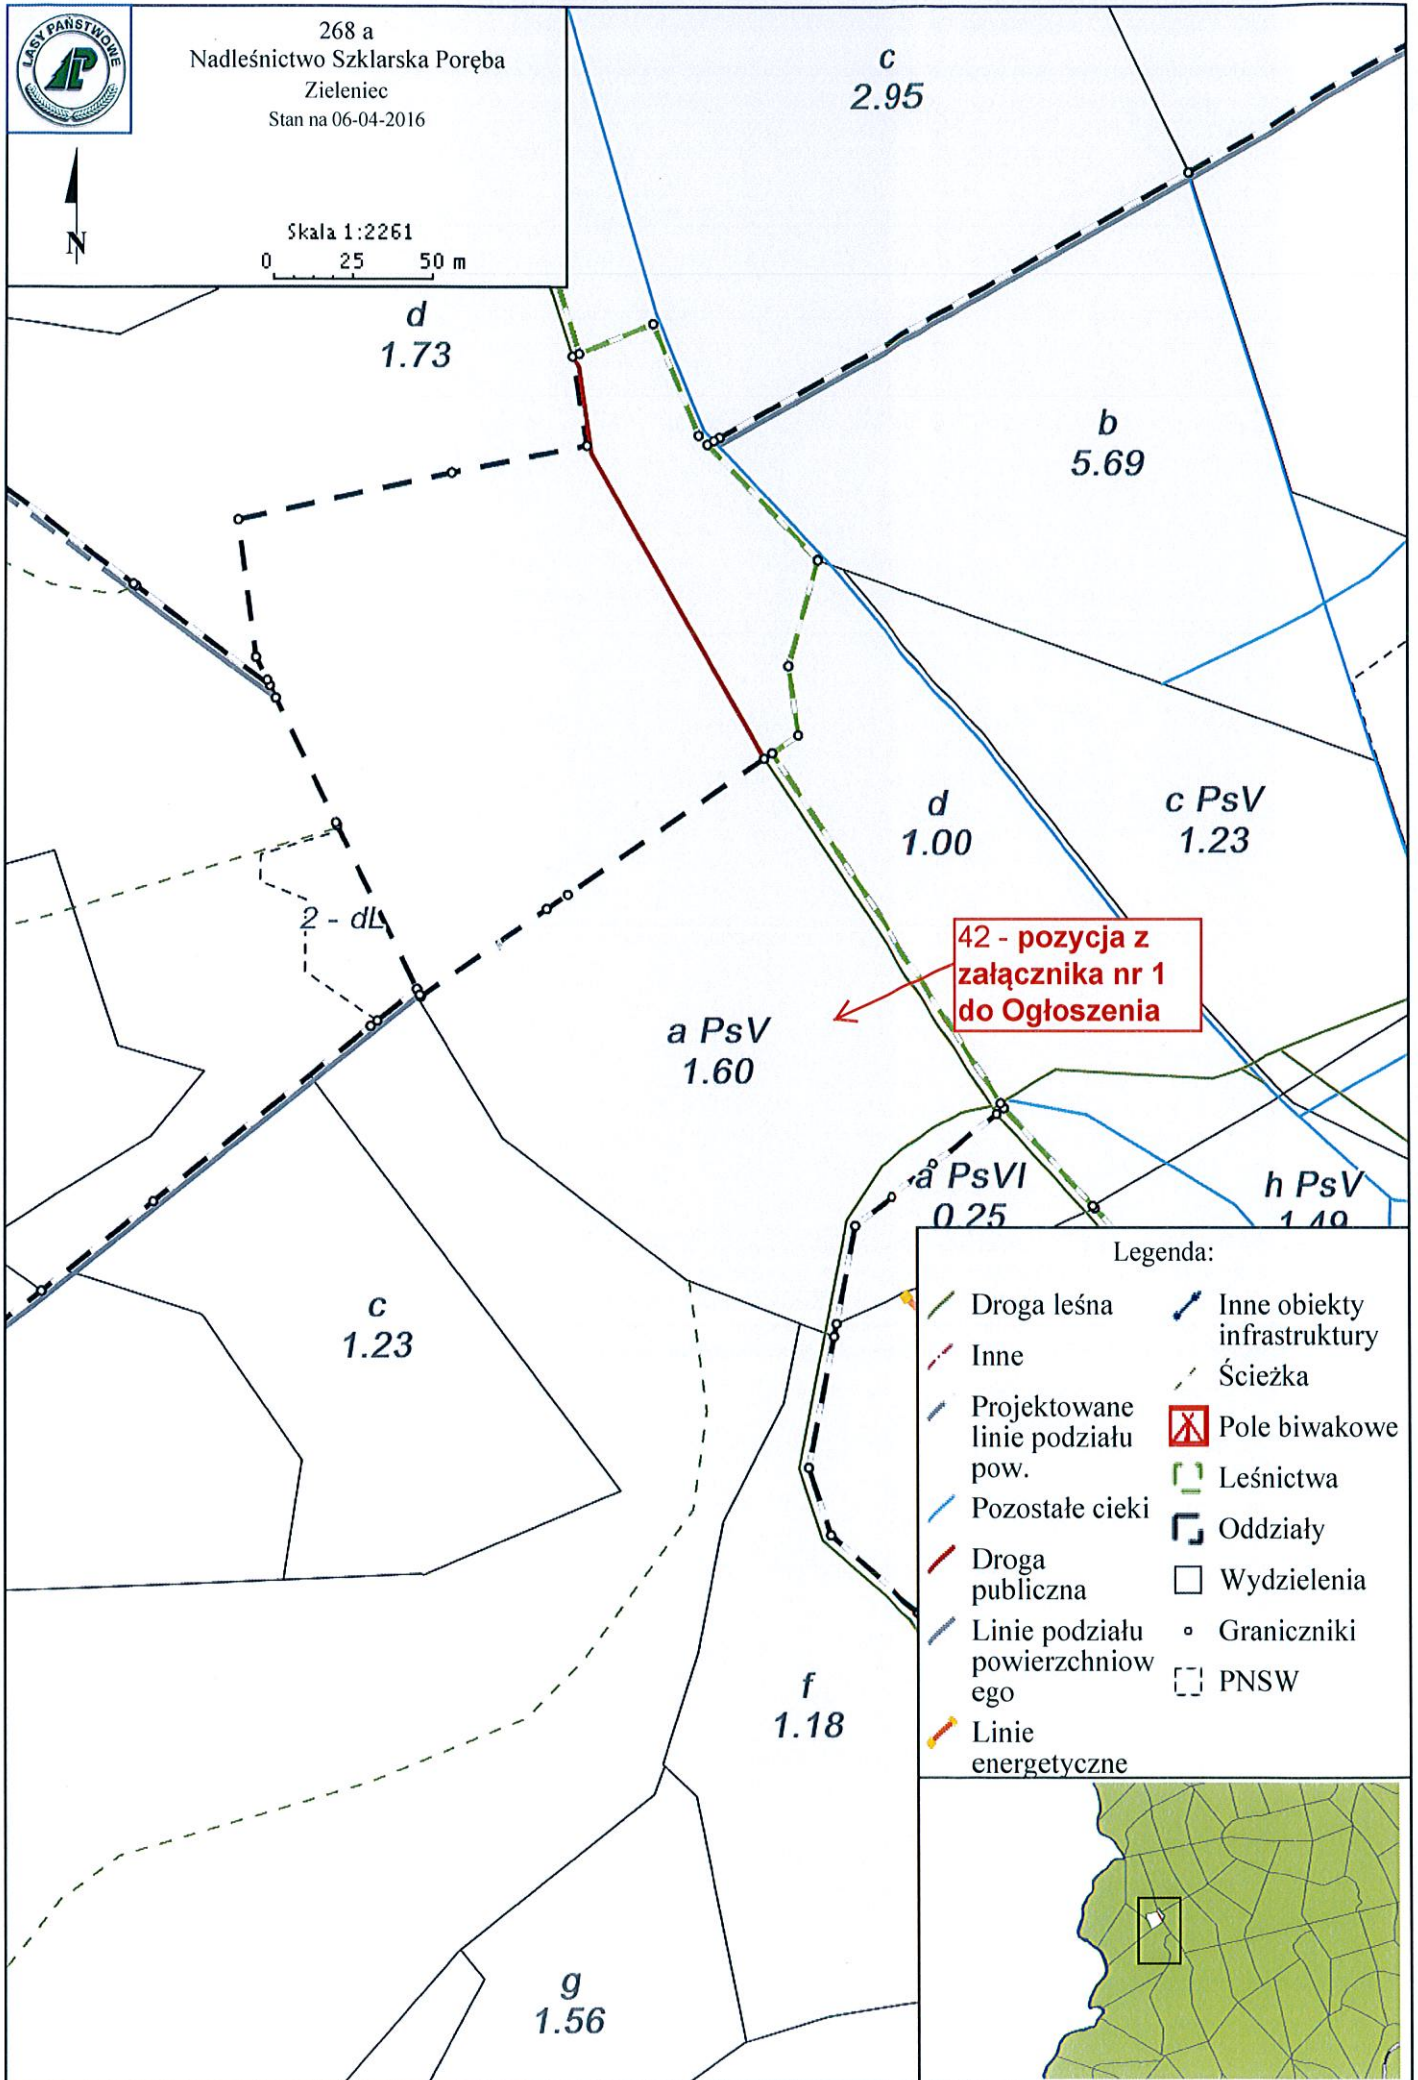 LASY PAŃSTWOWE
268 a
Nadleśnictwo Szklarska Poręba
Zieleniec
Stan na 06-04-2016
N
Skala 1:2261
0 25 50 m
c
2.95
d
1.73
b
5.69
d
1.00
c PsV
1.23
2 - dL
42 - pozycja z
załącznika nr 1
do Ogłoszenia
a PsV
1.60
a PsVI
0.25
h PsV
1.49
c
1.23
f
1.18
g
1.56
Legenda:
Droga leśna
Inne
Projektowane
linie podziału
pow.
Pozostałe cieki
Droga
publiczna
Linie podziału
powierzchniow
ego
Linie
energetyczne
Inne obiekty
infrastruktury
Ścieżka
Pole biwakowe
Leśnictwa
Oddziały
Wydzielenia
Graniczniki
PNSW